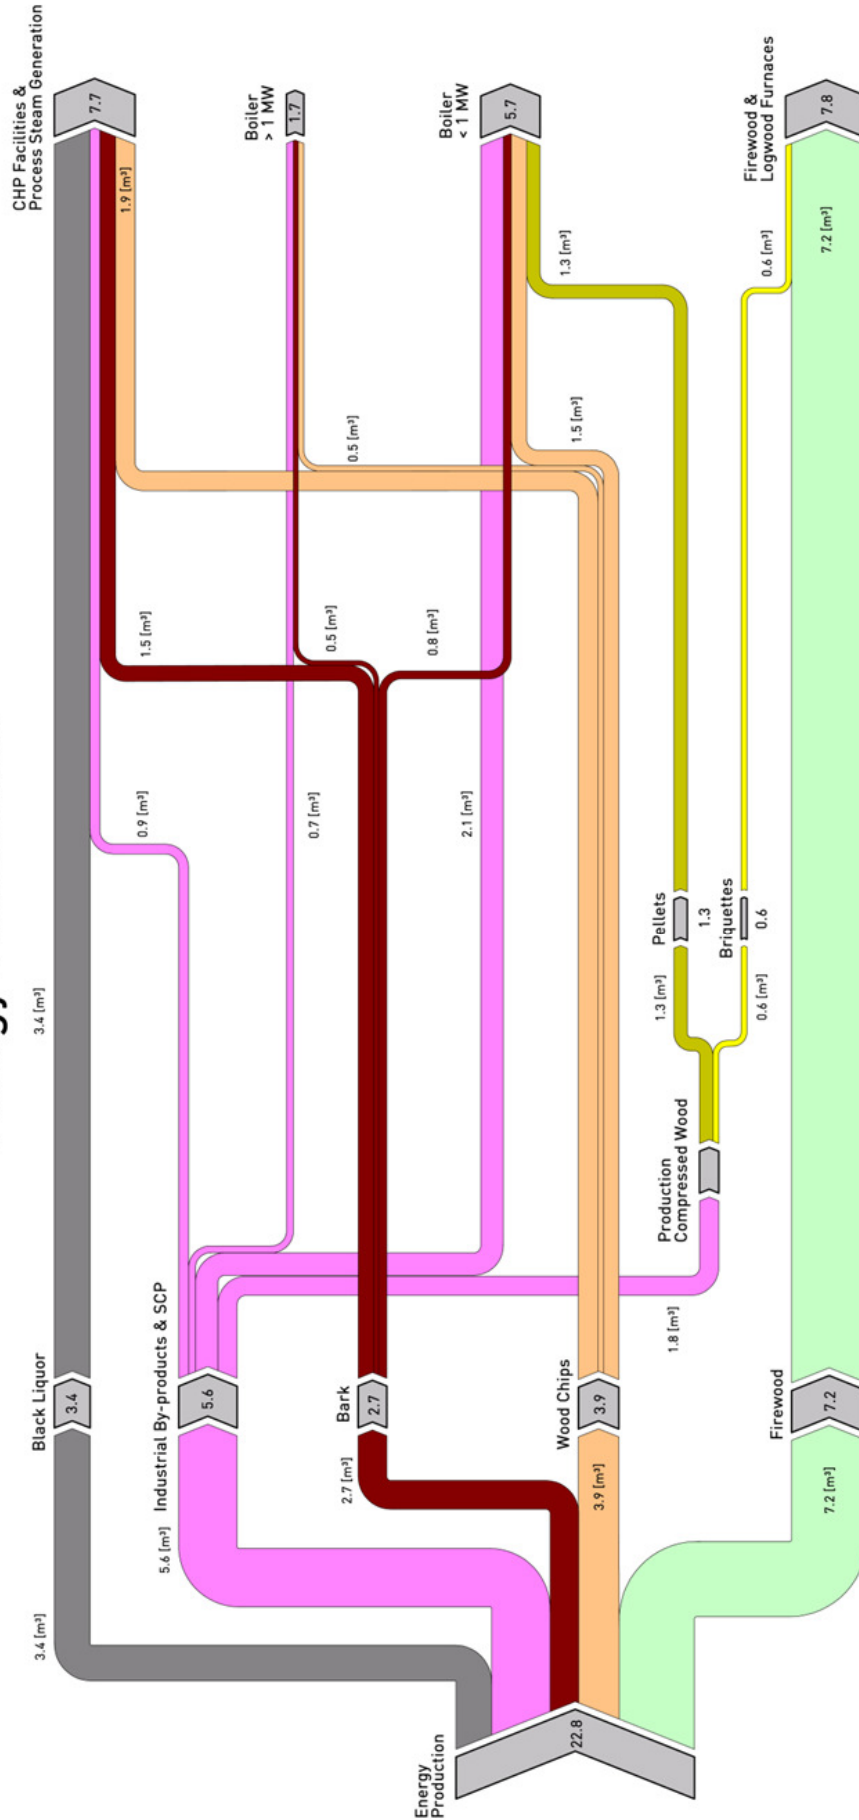 CHP Facilities &
Process Steam Generation
7.7
Boiler
> 1 MW
1.7
Boiler
< 1 MW
5.7
Firewood &
Logwood Furnaces
7.8
1.9 [m³]
1.3 [m³]
0.6 [m³]
7.2 [m³]
0.5 [m³]
1.5 [m³]
1.5 [m³]
0.5 [m³]
0.8 [m³]
0.9 [m³]
0.7 [m³]
2.1 [m³]
3.4 [m³]
Pellets
1.3
Briquettes
0.6
1.3 [m³]
0.6 [m³]
Production
Compressed Wood
1.8 [m³]
Black Liquor
3.4
Industrial By-products & SCP
5.6
Bark
2.7
Wood Chips
3.9
Firewood
7.2
3.4 [m³]
5.6 [m³]
2.7 [m³]
3.9 [m³]
7.2 [m³]
Energy
Production
22.8